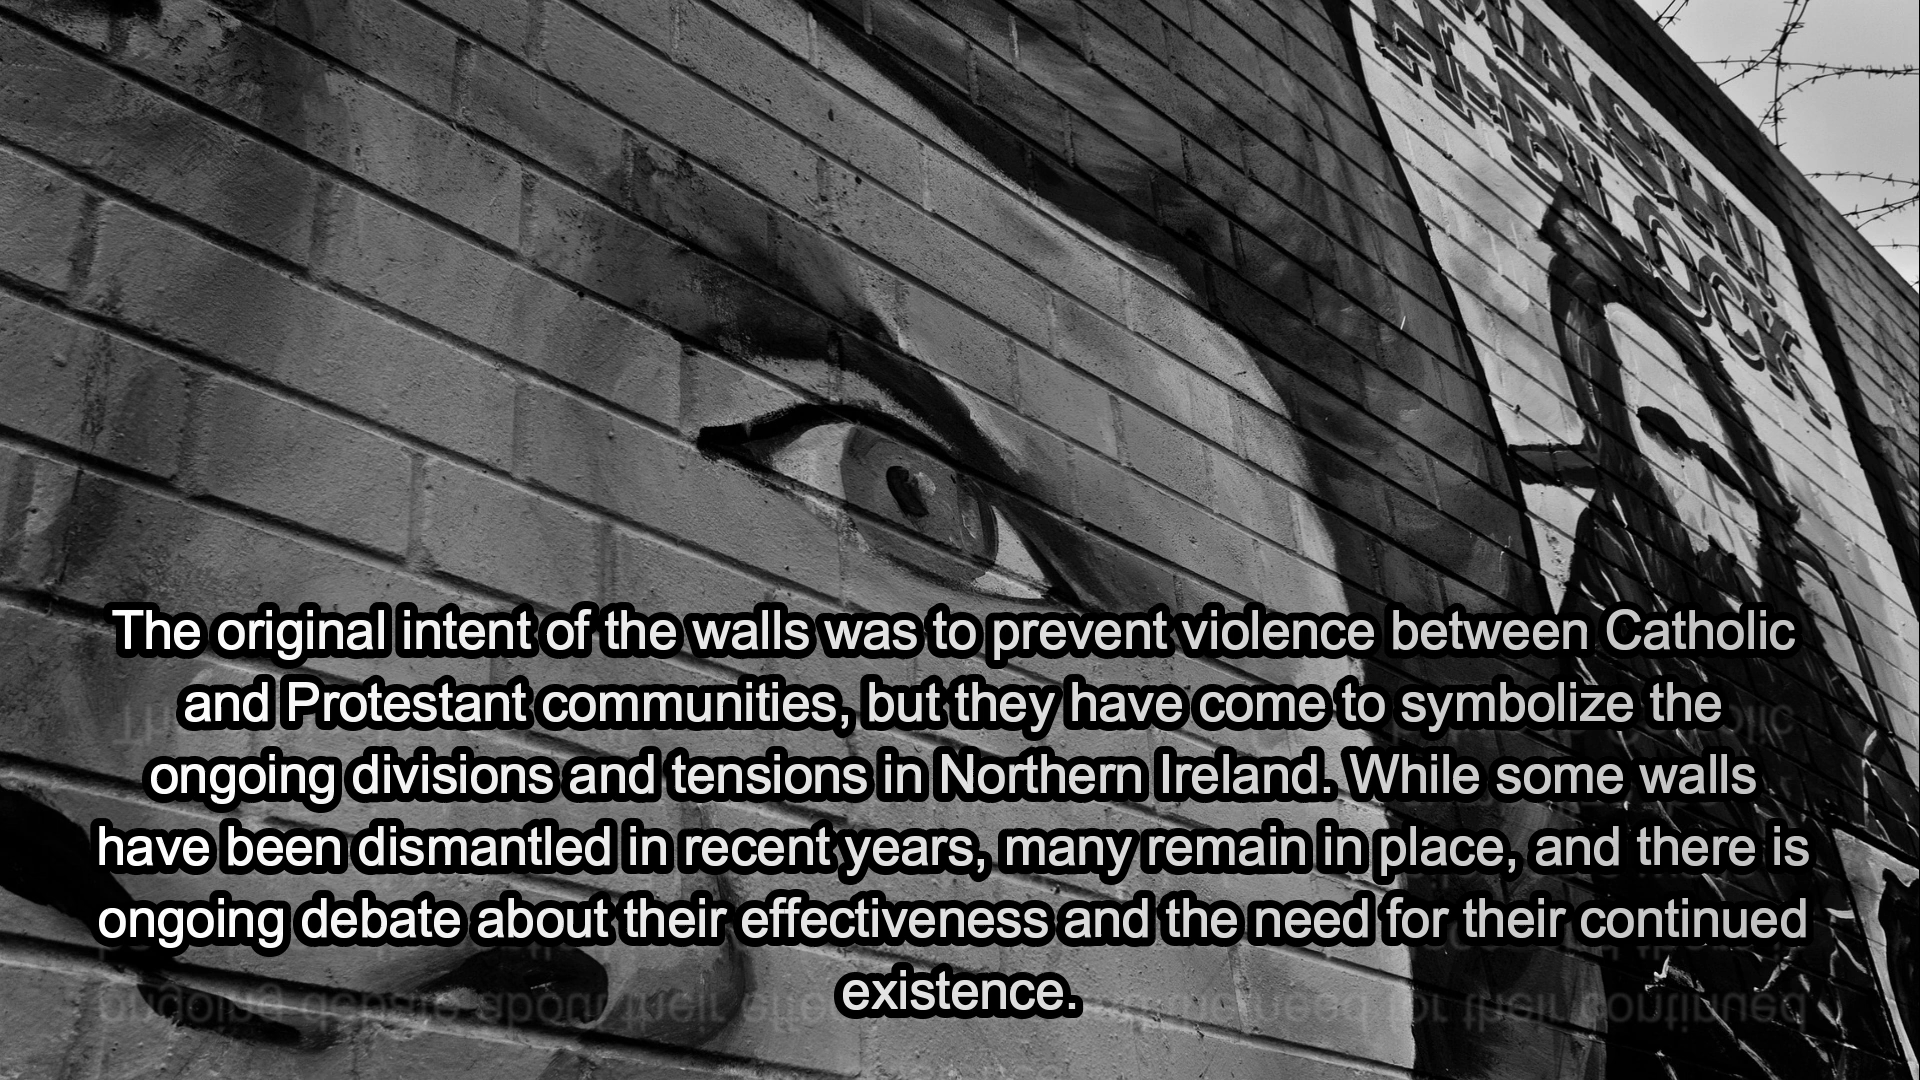 SMASH!!
H-BLOCK
The original intent of the walls was to prevent violence between Catholic
and Protestant communities, but they have come to symbolize the
ongoing divisions and tensions in Northern Ireland. While some walls
have been dismantled in recent years, many remain in place, and there is
ongoing debate about their effectiveness and the need for their continued
existence.